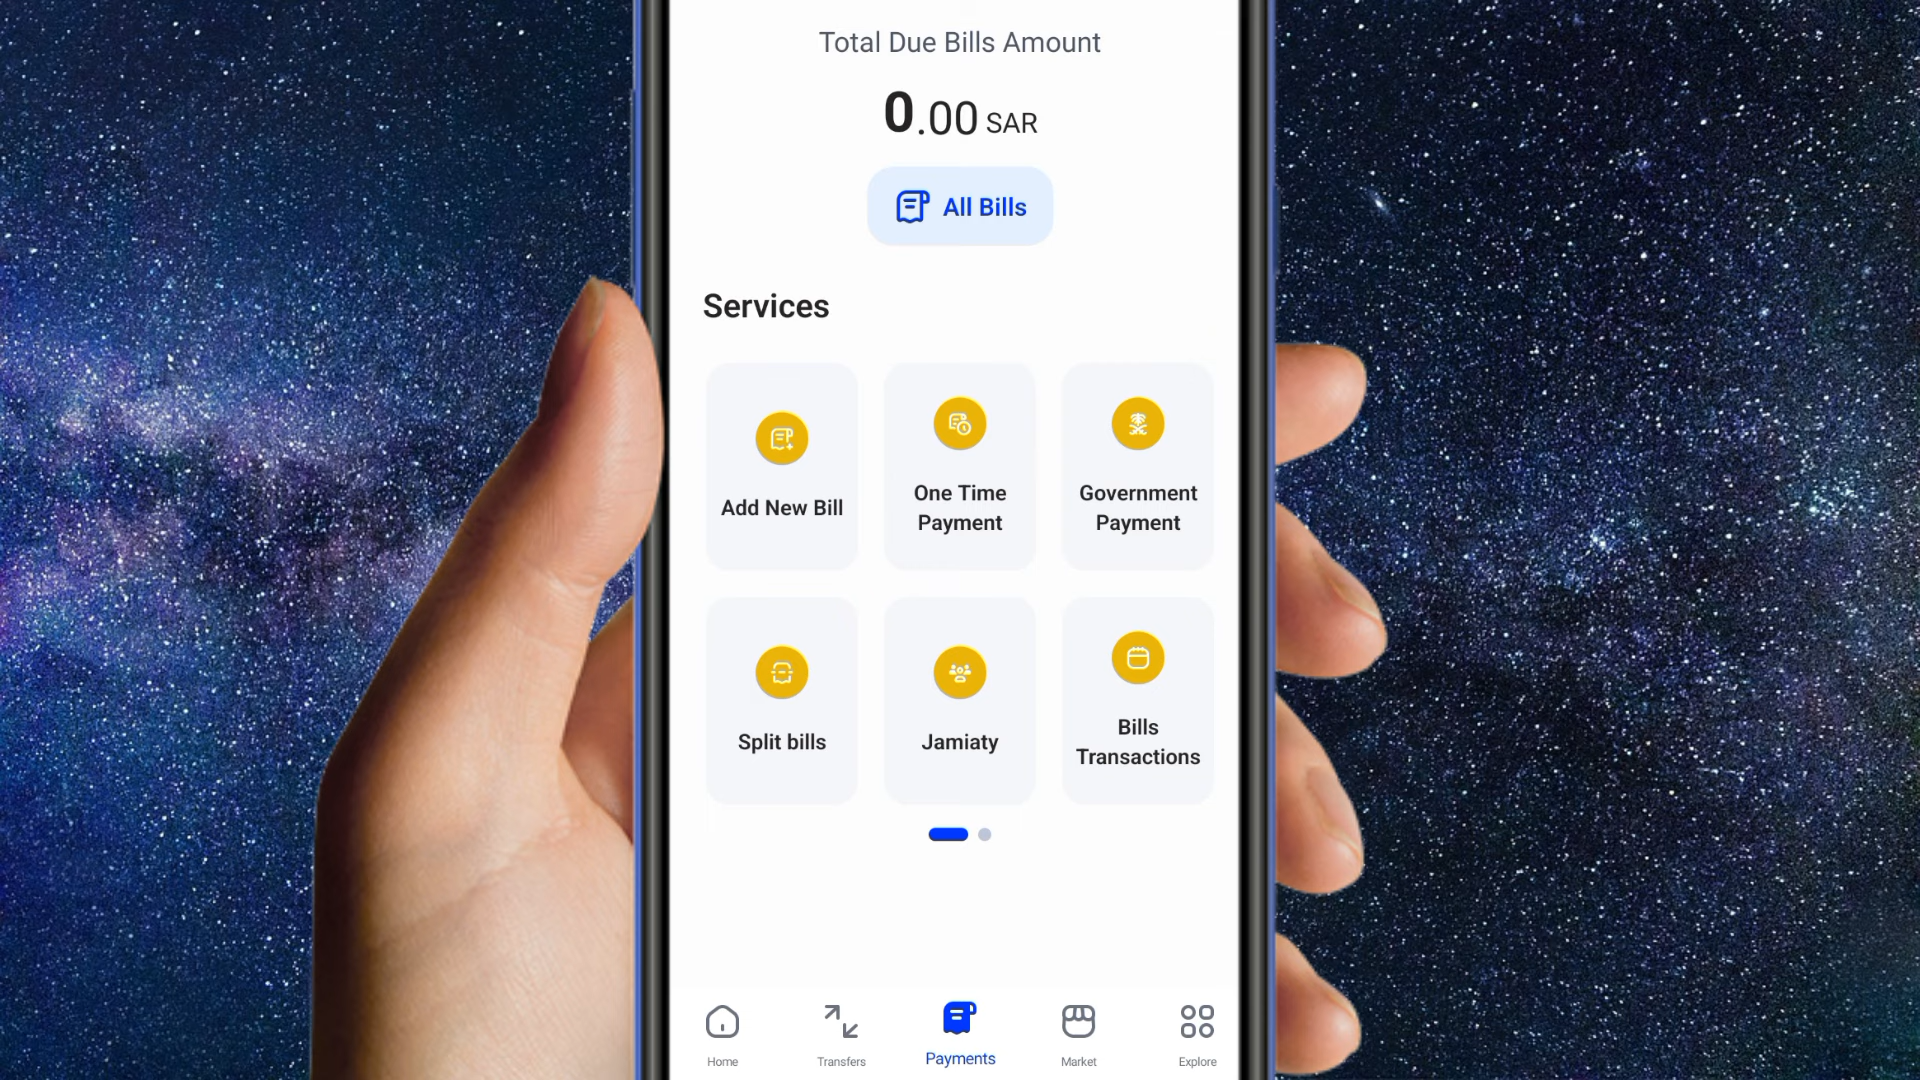 Total Due Bills Amount
0.00 SAR
All Bills
Services
Add New Bill
One Time
Payment
Government
Payment
Split bills
Jamiaty
Bills
Transactions
Home
Transfers
Payments
Market
Explore